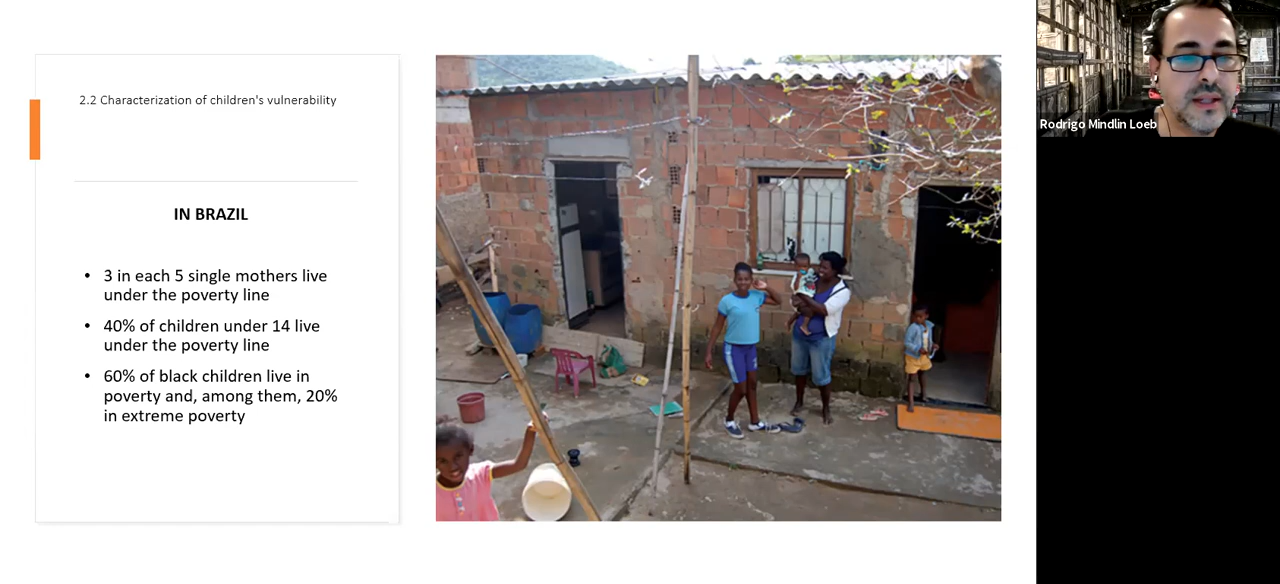 2.2 Characterization of children's vulnerability
IN BRAZIL
• 3 in each 5 single mothers live
under the poverty line
• 40% of children under 14 live
under the poverty line
• 60% of black children live in
poverty and, among them, 20%
in extreme poverty
Rodrigo Mindlin Loeb